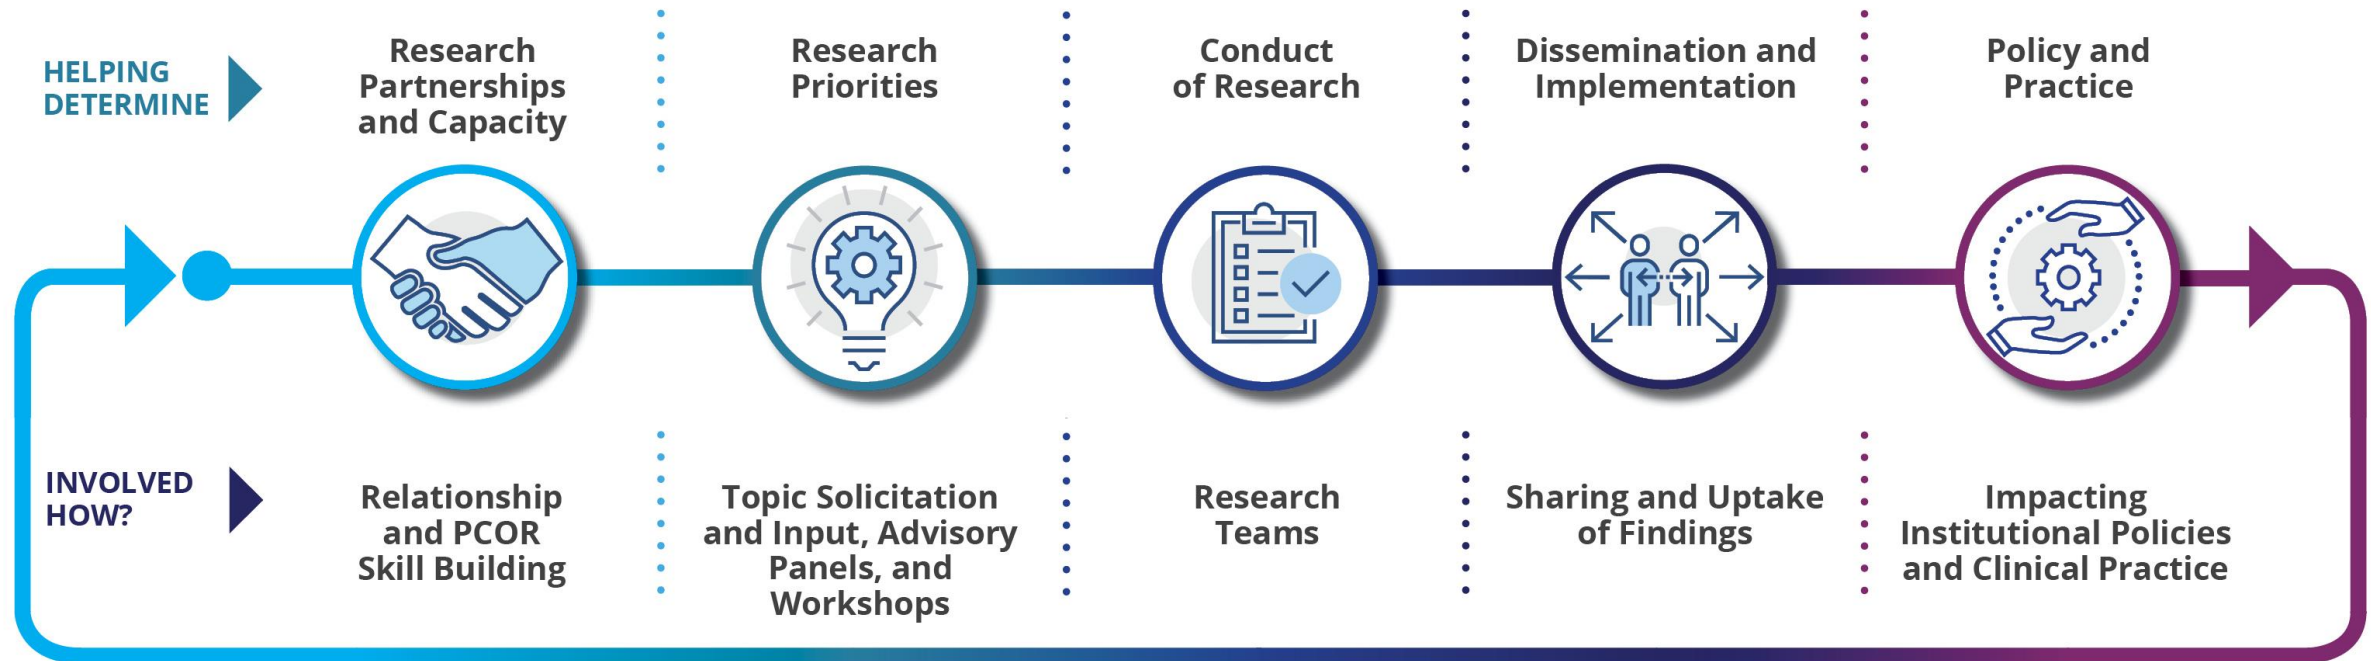 HELPING
DETERMINE
Research
Partnerships
and Capacity
Research
Priorities
Conduct
of Research
Dissemination and
Implementation
Policy and
Practice
INVOLVED
HOW?
Relationship
and PCOR
Skill Building
Topic Solicitation
and Input, Advisory
Panels, and
Workshops
Research
Teams
Sharing and Uptake
of Findings
Impacting
Institutional Policies
and Clinical Practice